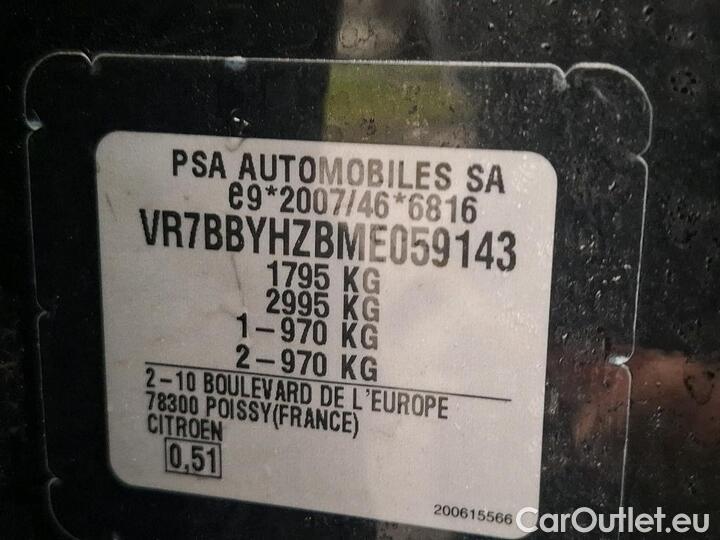 PSA AUTOMOBILES SA
e9*2007/46*6816
VR7BBYHZBME059143
1795 KG
2995 KG
1-970 KG
2-970 KG
2-10 BOULEVARD DE L'EUROPE
78300 POISSY(FRANCE)
CITROEN
0,51
200615566
CarOutlet.eu